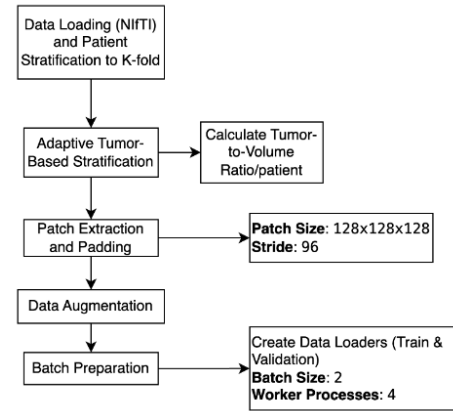 Data Loading (NIfTI)
and Patient
Stratification to K-fold
Adaptive Tumor-
Based Stratification
Calculate Tumor-
to-Volume
Ratio/patient
Patch Extraction
and Padding
Patch Size: 128x128x128
Stride: 96
Data Augmentation
Batch Preparation
Create Data Loaders (Train &
Validation)
Batch Size: 2
Worker Processes: 4